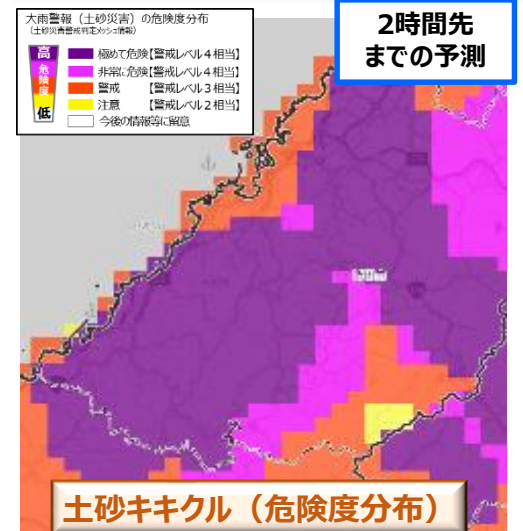 大雨警報（土砂災害）の危険度分布
（土砂災害警戒判定メッシュ情報）
高
危険度
低
極めて危険【警戒レベル４相当】
非常に危険【警戒レベル４相当】
警戒　　【警戒レベル３相当】
注意　　【警戒レベル２相当】
今後の情報等に留意
2時間先
までの予測
土砂キキクル（危険度分布）